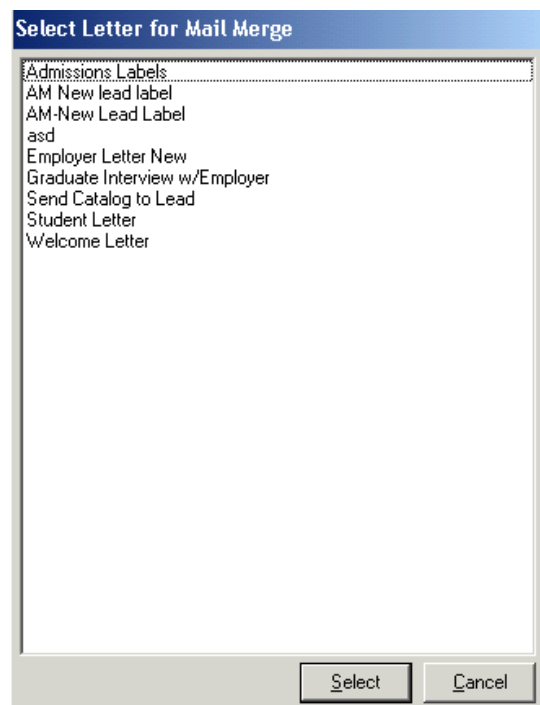 Select Letter for Mail Merge
Admissions Labels
AM New lead label
AM-New Lead Label
asd
Employer Letter New
Graduate Interview w/Employer
Send Catalog to Lead
Student Letter
Welcome Letter
Select Cancel